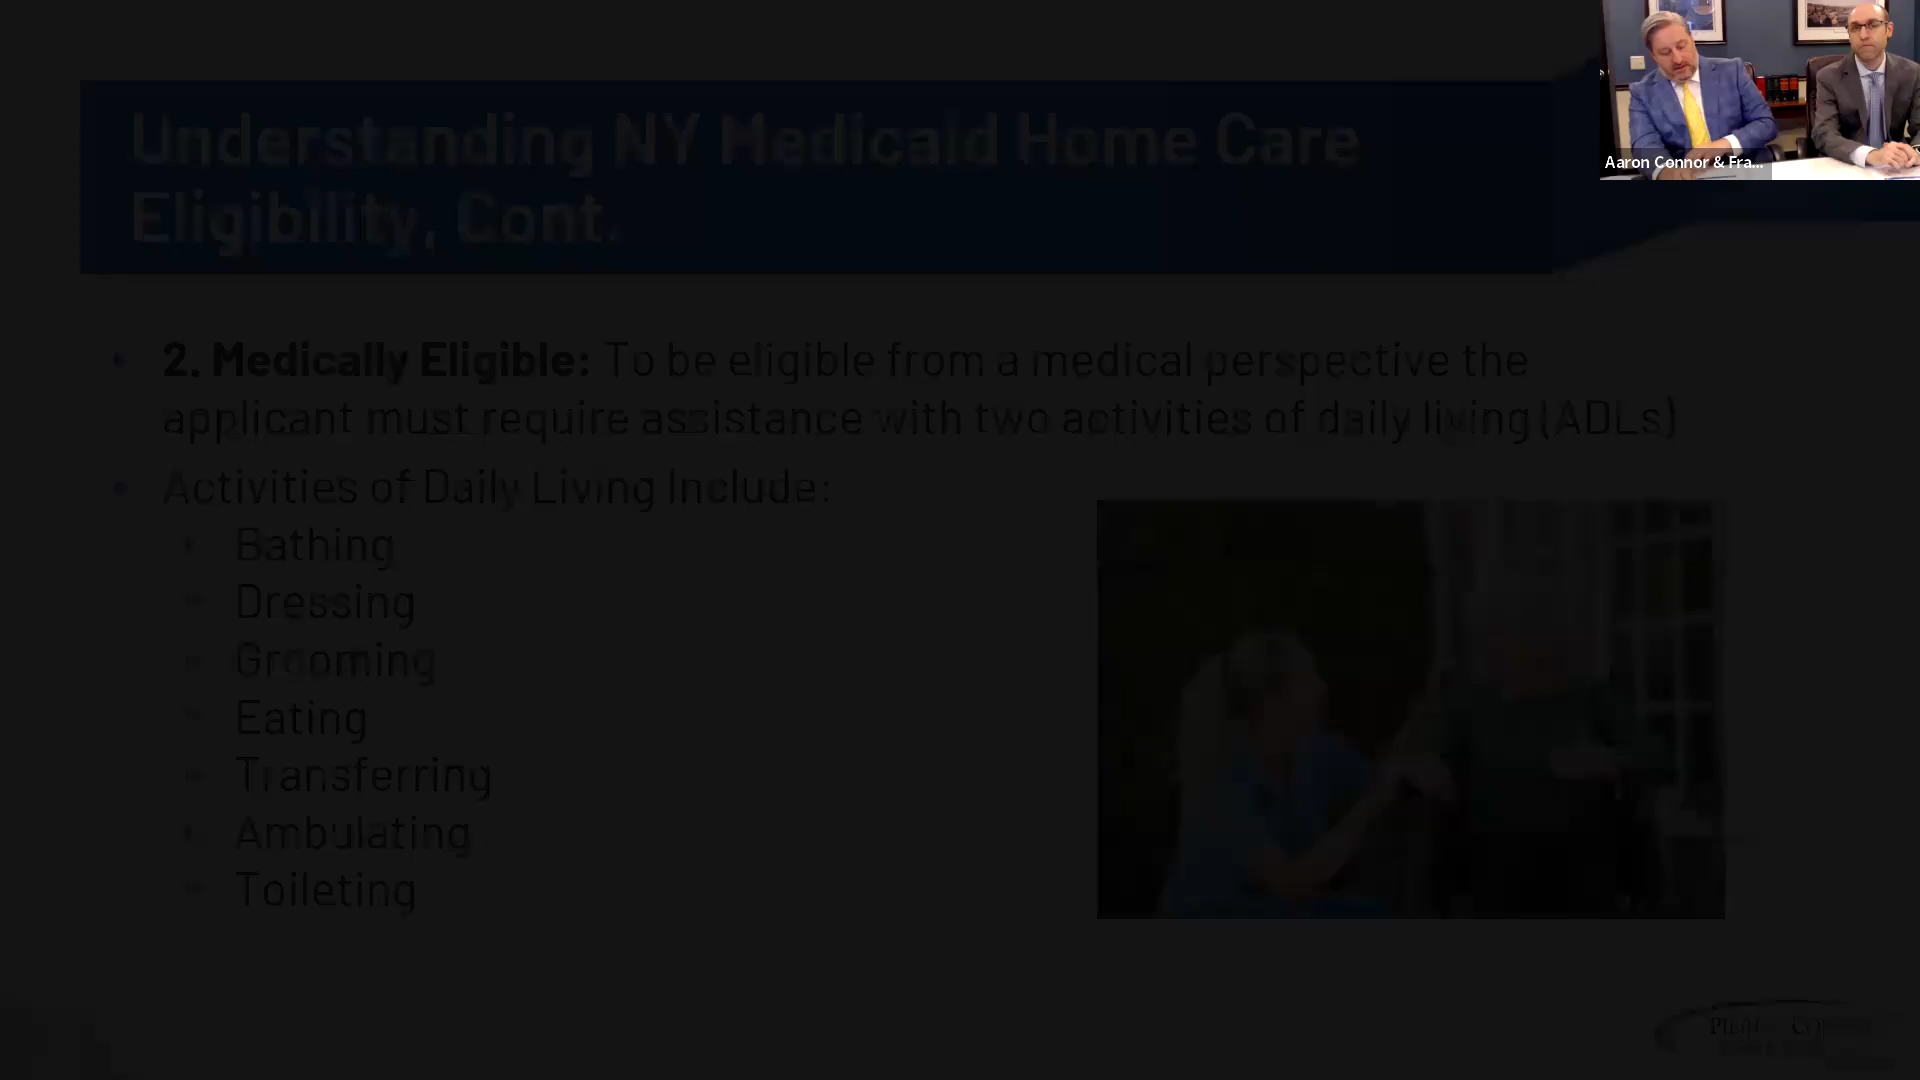 Understanding NY Medicaid Home Care
Eligibility, Cont.
Aaron Connor & Fra...
2. Medically Eligible: To be eligible from a medical perspective the
applicant must require assistance with two activities of daily living (ADLs)
Activities of Daily Living Include:
Bathing
Dressing
Grooming
Eating
Transferring
Ambulating
Toileting